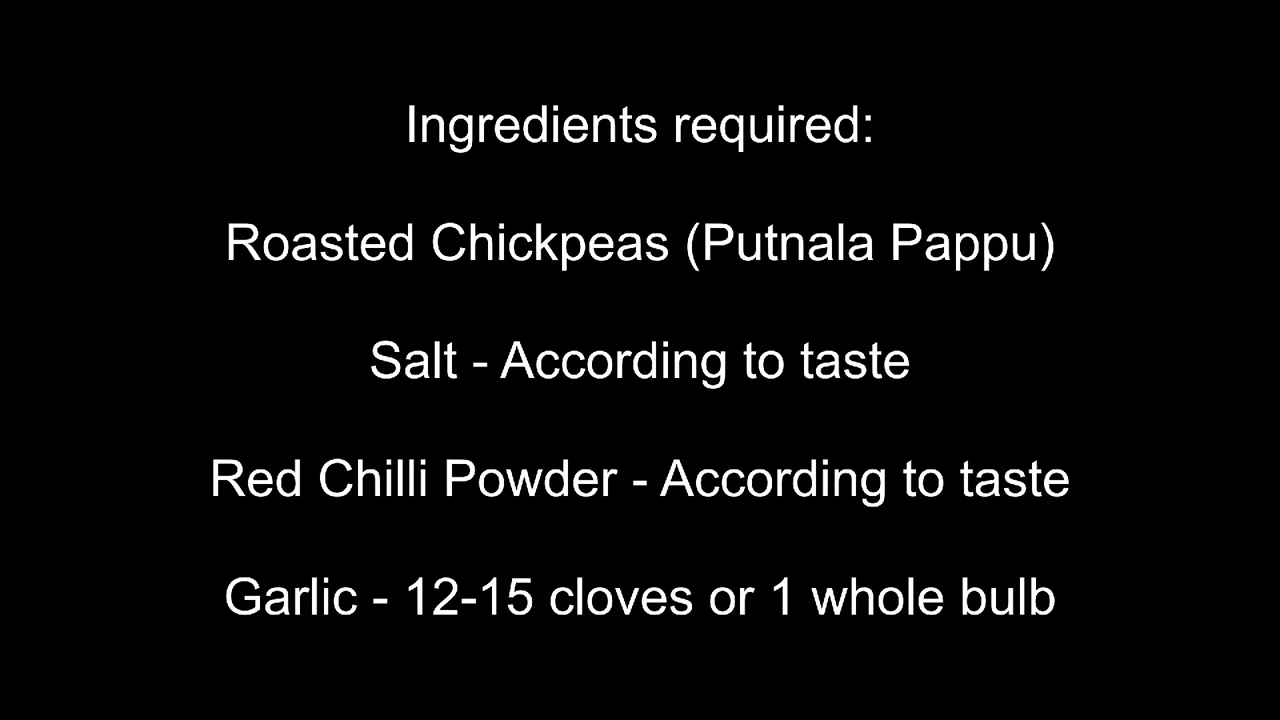 Ingredients required:
Roasted Chickpeas (Putnala Pappu)
Salt - According to taste
Red Chilli Powder - According to taste
Garlic - 12-15 cloves or 1 whole bulb